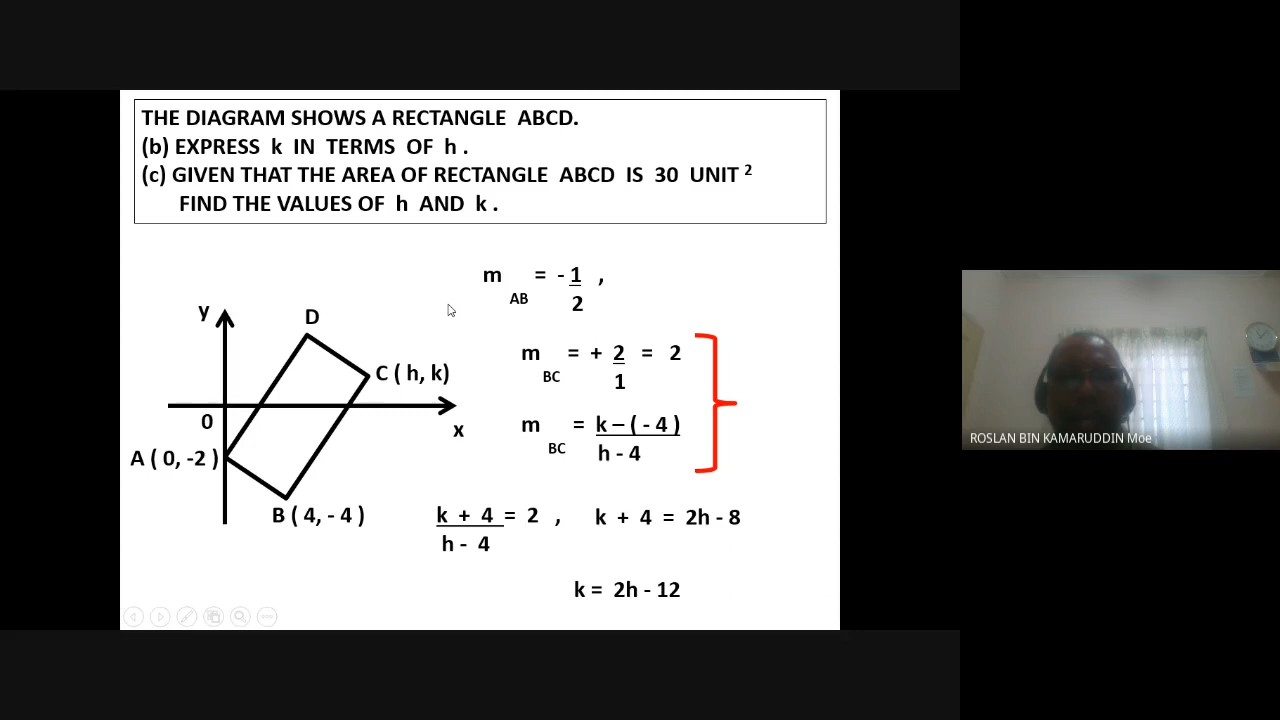 THE DIAGRAM SHOWS A RECTANGLE ABCD.
(b) EXPRESS k IN TERMS OF h .
(c) GIVEN THAT THE AREA OF RECTANGLE ABCD IS 30 UNIT 2
FIND THE VALUES OF h AND k .
m AB = - 1 ,
2
m BC = + 2 = 2
1
m BC = k – ( - 4 )
h - 4
y
D
C ( h, k)
0
x
A ( 0, -2 )
B ( 4, - 4 )
k + 4 = 2 , k + 4 = 2h - 8
h - 4
k = 2h - 12
ROSLAN BIN KAMARUDDIN Moe